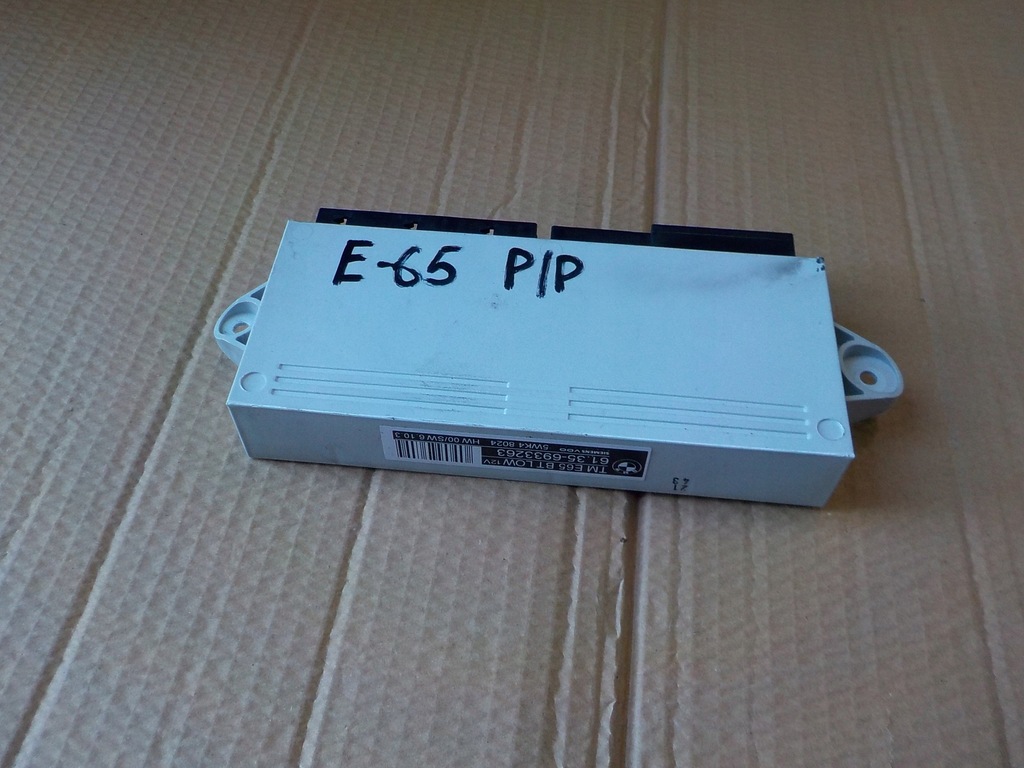 E-65 P/P
TM E65 BT LOW 12V
61.35-6933263
SIEMENS VDO
5WK4 8024 HW 00/SW 6.10.3